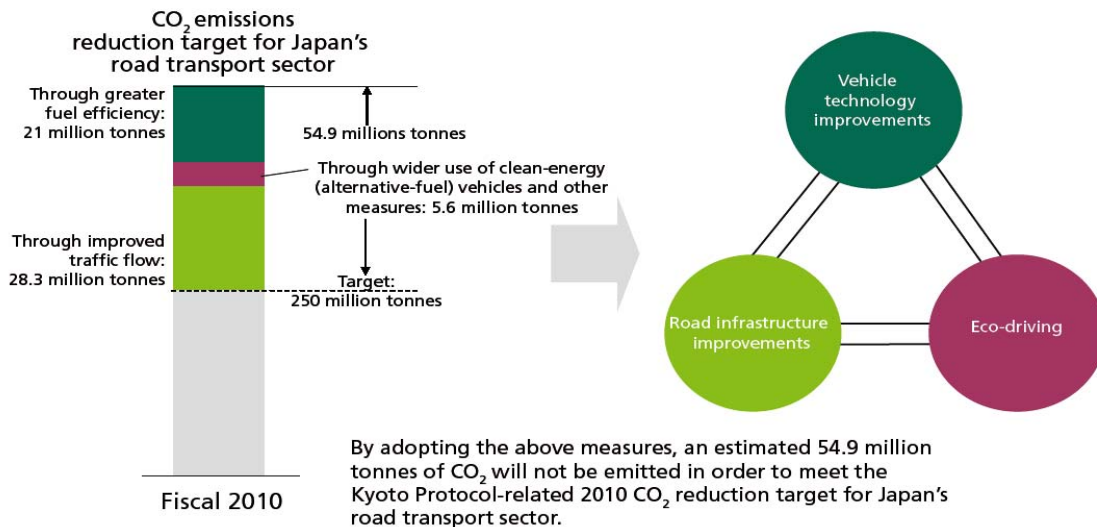 CO₂ emissions
reduction target for Japan's
road transport sector
Through greater
fuel efficiency:
21 million tonnes
54.9 millions tonnes
Through wider use of clean-energy
(alternative-fuel) vehicles and other
measures: 5.6 million tonnes
Through improved
traffic flow:
28.3 million tonnes
Target:
250 million tonnes
Fiscal 2010
Vehicle
technology
improvements
Road infrastructure
improvements
Eco-driving
By adopting the above measures, an estimated 54.9 million
tonnes of CO₂ will not be emitted in order to meet the
Kyoto Protocol-related 2010 CO₂ reduction target for Japan's
road transport sector.